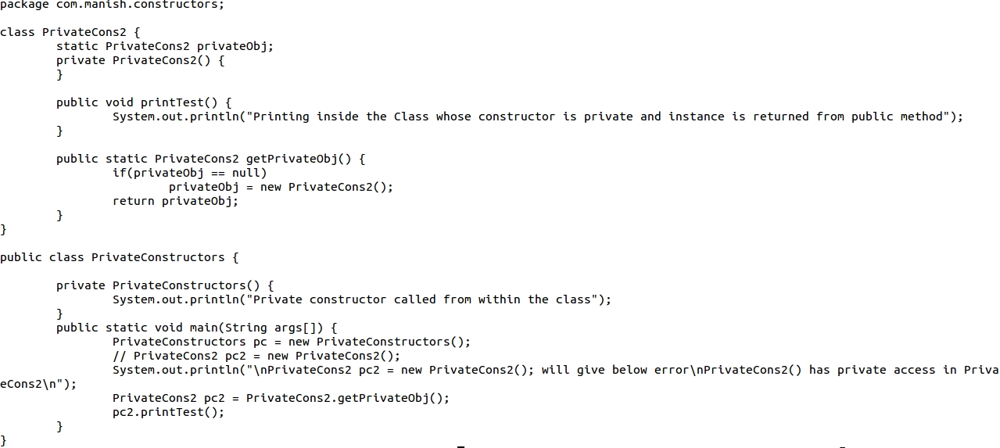 package com.manish.constructors;
class PrivateCons2 {
static PrivateCons2 privateObj;
private PrivateCons2() {
}
public void printTest() {
System.out.println("Printing inside the Class whose constructor is private and instance is returned from public method");
}
public static PrivateCons2 getPrivateObj() {
if(privateObj == null)
privateObj = new PrivateCons2();
return privateObj;
}
}
public class PrivateConstructors {
private PrivateConstructors() {
System.out.println("Private constructor called from within the class");
}
public static void main(String args[]) {
PrivateConstructors pc = new PrivateConstructors();
// PrivateCons2 pc2 = new PrivateCons2();
System.out.println("\nPrivateCons2 pc2 = new PrivateCons2(); will give below error\nPrivateCons2() has private access in Priva
eCons2\n");
PrivateCons2 pc2 = PrivateCons2.getPrivateObj();
pc2.printTest();
}
}